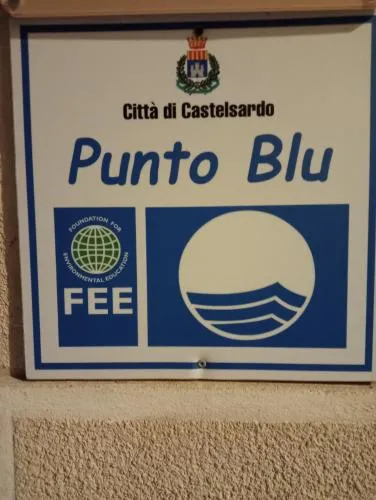 Città di Castelsardo
Punto Blu
FOUNDATION FOR
ENVIRONMENTAL EDUCATION
FEE